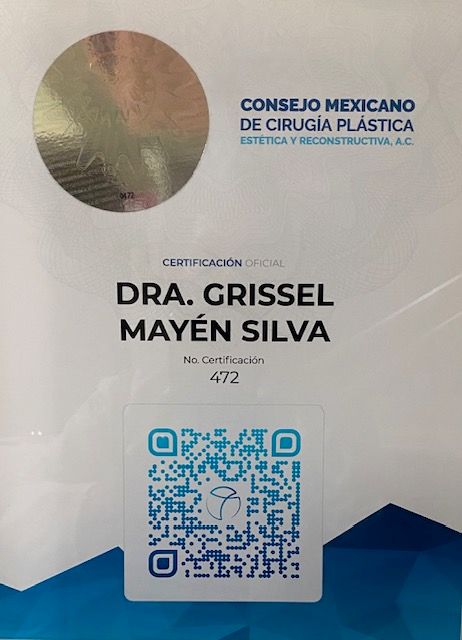 CONSEJO MEXICANO
DE CIRUGÍA PLÁSTICA
ESTÉTICA Y RECONSTRUCTIVA, A.C.
0472
CERTIFICACIÓN OFICIAL
DRA. GRISSEL
MAYÉN SILVA
No. Certificación
472